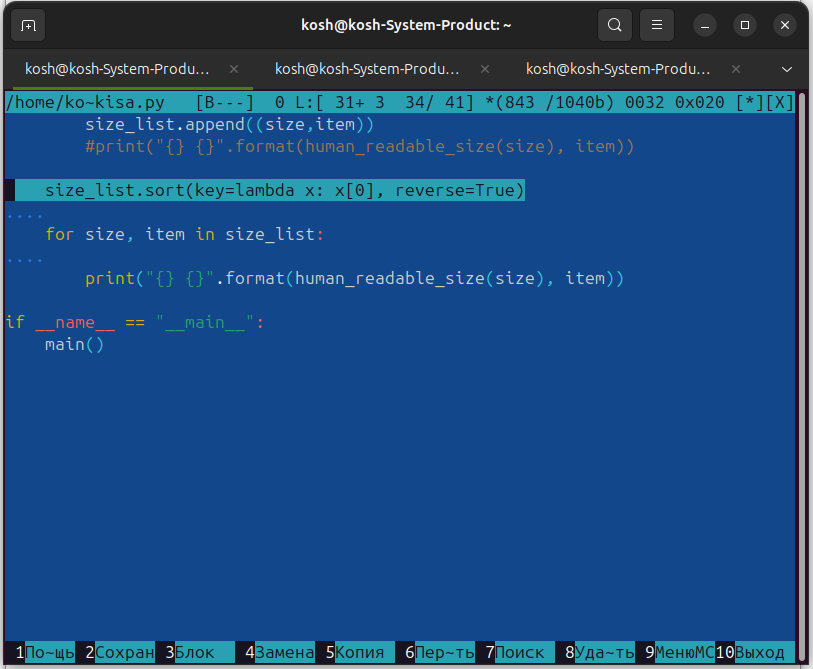 kosh@kosh-System-Product: ~
kosh@kosh-System-Produ… × kosh@kosh-System-Produ… × kosh@kosh-System-Produ… ×
/home/ko~kisa.py   [B---]  0 L:[ 31+ 3  34/ 41] *(843 /1040b) 0032 0x020 [*][X]
        size_list.append((size,item))
        #print("{} {}".format(human_readable_size(size), item))
    size_list.sort(key=lambda x: x[0], reverse=True)
....
    for size, item in size_list:
....
        print("{} {}".format(human_readable_size(size), item))
if __name__ == "__main__":
    main()
1По~щь 2Сохран 3Блок 4Замена 5Копия 6Пер~ть 7Поиск 8Уда~ть 9МенюMC10Выход